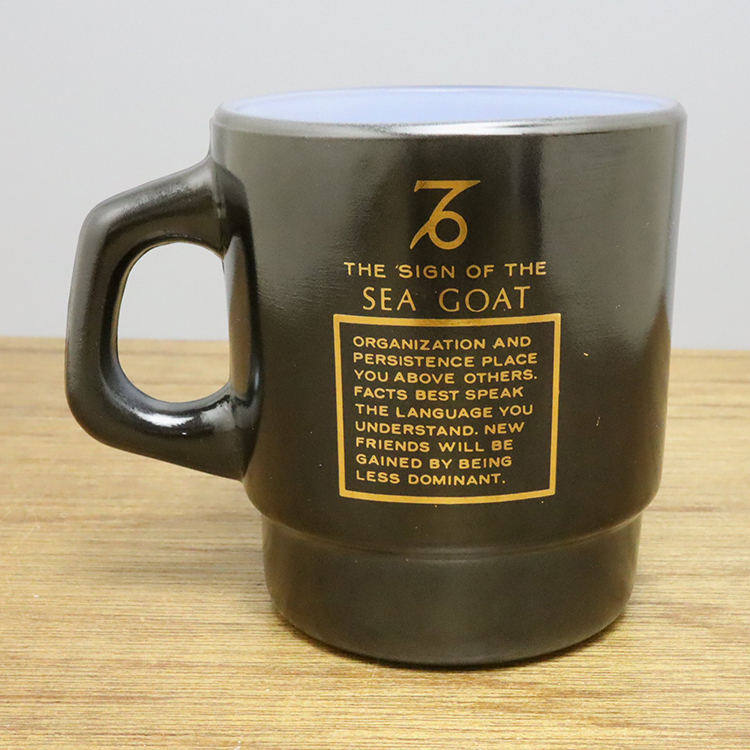 THE SIGN OF THE
SEA GOAT
ORGANIZATION AND
PERSISTENCE PLACE
YOU ABOVE OTHERS.
FACTS BEST SPEAK
THE LANGUAGE YOU
UNDERSTAND. NEW
FRIENDS WILL BE
GAINED BY BEING
LESS DOMINANT.